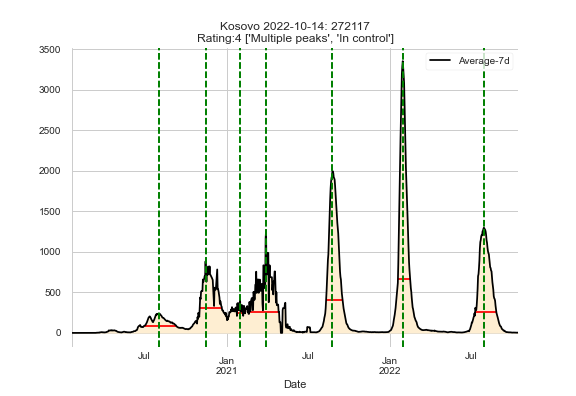 Kosovo 2022-10-14: 272117
Rating:4 ['Multiple peaks', 'In control']
3500
3000
2500
2000
1500
1000
500
0
Average-7d
Jul
Jan
2021
Jul
Jan
2022
Jul
Date